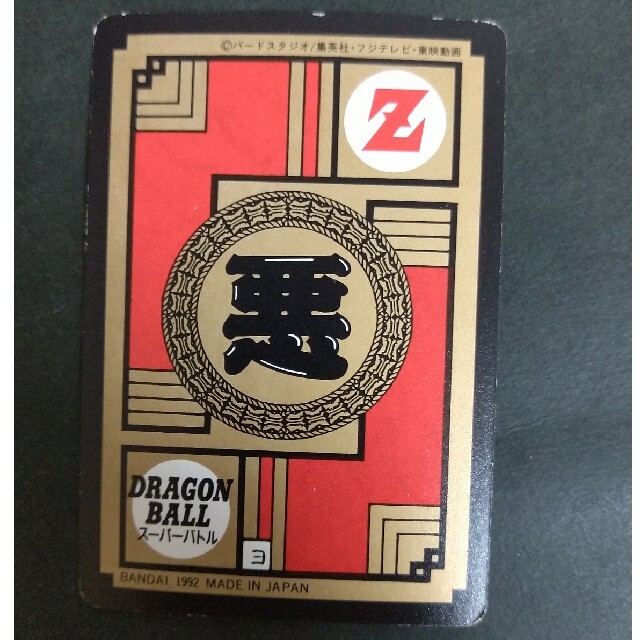 ©バードスタジオ/集英社・フジテレビ・東映動画
Z
悪
DRAGON
BALL
スーパーバトル
ヨ
BANDAI 1992 MADE IN JAPAN